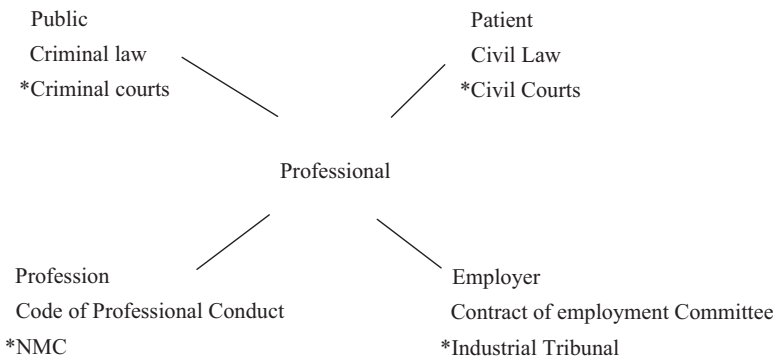 Public
Criminal law
*Criminal courts
Patient
Civil Law
*Civil Courts
Professional
Profession
Code of Professional Conduct
*NMC
Employer
Contract of employment Committee
*Industrial Tribunal